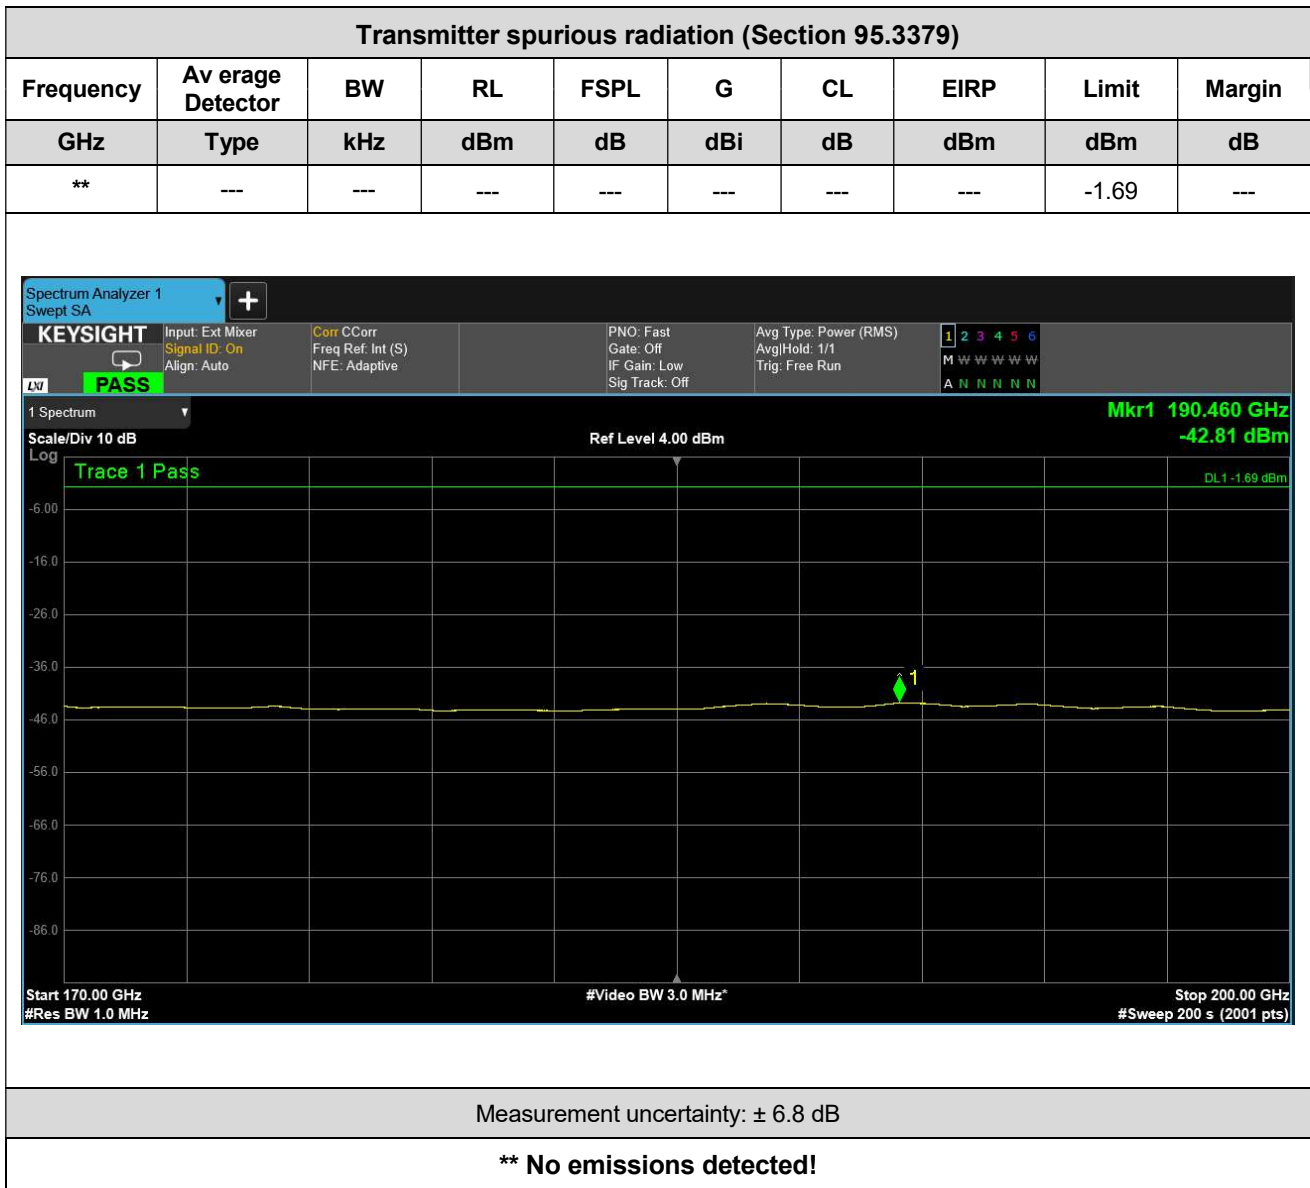 Transmitter spurious radiation (Section 95.3379)
Frequency Av erage Detector BW RL FSPL G CL EIRP Limit Margin
GHz Type kHz dBm dB dBi dB dBm dBm dB
** --- --- --- --- --- --- --- -1.69 ---
Spectrum Analyzer 1
Swept SA
+
KEYSIGHT Input: Ext Mixer Corr CCorr PNO: Fast Avg Type: Power (RMS) 1 2 3 4 5 6
Signal ID: On Freq Ref: Int (S) Gate: Off Avg|Hold: 1/1 M W W W W W
Align: Auto NFE: Adaptive IF Gain: Low Trig: Free Run
LXI PASS Sig Track: Off A N N N N N
1 Spectrum Mkr1 190.460 GHz
Scale/Div 10 dB Ref Level 4.00 dBm -42.81 dBm
Log
Trace 1 Pass DL1 -1.69 dBm
-6.00
-16.0
-26.0
-36.0
1
-46.0
-56.0
-66.0
-76.0
-86.0
Start 170.00 GHz #Video BW 3.0 MHz* Stop 200.00 GHz
#Res BW 1.0 MHz #Sweep 200 s (2001 pts)
Measurement uncertainty: ± 6.8 dB
** No emissions detected!